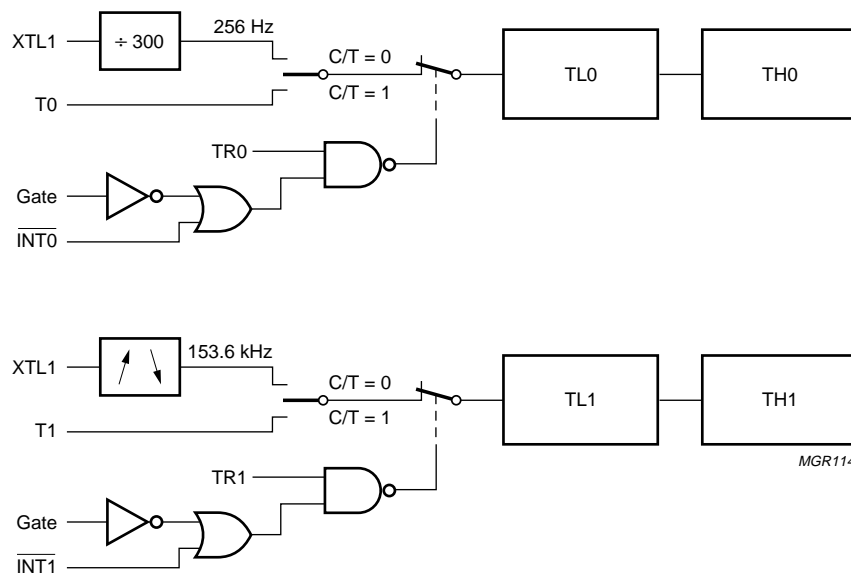 XTL1
÷ 300
256 Hz
C/T = 0
C/T = 1
T0
TL0
TH0
TR0
Gate
INT0
XTL1
153.6 kHz
C/T = 0
C/T = 1
T1
TL1
TH1
MGR114
TR1
Gate
INT1